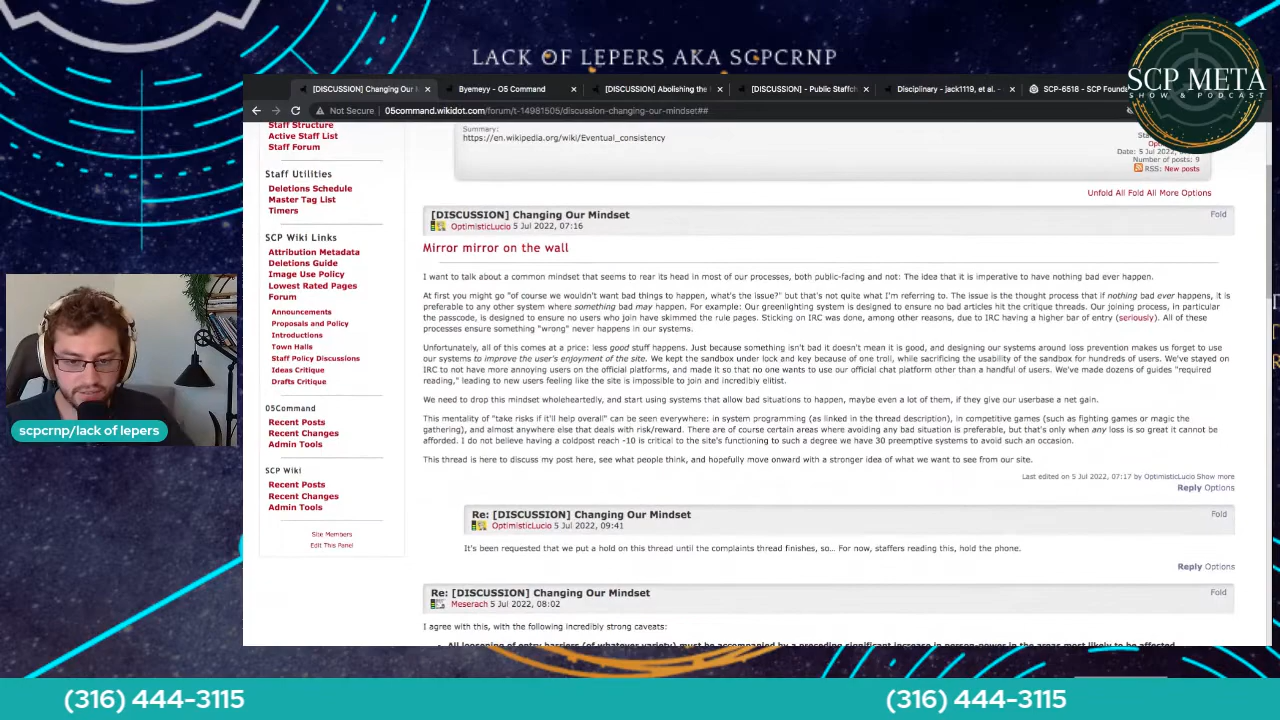 LACK OF LEPERS AKA SGPCRNP
SCP META
SHOW & PODCAST
Byemeyy - O5 Command
Disciplinary - jack1119, et al. -
Not Secure
05command.wikidot.com/forum/t-14981505/discussion-changing-our-mindset##
Staff Structure
Active Staff List
Staff Forum
Staff Utilities
Deletions Schedule
Master Tag List
Timers
SCP Wiki Links
Attribution Metadata
Deletions Guide
Image Use Policy
Lowest Rated Pages
Forum
Announcements
Proposals and Policy
Introductions
Town Halls
Staff Policy Discussions
Ideas Critique
Drafts Critique
05Command
Recent Posts
Recent Changes
Admin Tools
SCP Wiki
Recent Posts
Recent Changes
Admin Tools
Site Members
Edit This Panel
Summary:
https://en.wikipedia.org/wiki/Eventual_consistency
Date: 5 Jul 2022,
Number of posts: 9
RSS: New posts
Unfold All Fold All More Options
[DISCUSSION] Changing Our Mindset
Fold
OptimisticLucio 5 Jul 2022, 07:16
Mirror mirror on the wall
I want to talk about a common mindset that seems to rear its head in most of our processes, both public-facing and not: The idea that it is imperative to have nothing bad ever happen.
At first you might go "of course we wouldn't want bad things to happen, what's the issue?" but that's not quite what I'm referring to. The issue is the thought process that if nothing bad ever happens, it is
preferable to any other system where something bad may happen. For example: Our greenlighting system is designed to ensure no bad articles hit the critique threads. Our joining process, in particular
the passcode, is designed to ensure no users who join have skimmed the rule pages. Sticking on IRC was done, among other reasons, due to IRC having a higher bar of entry (seriously). All of these
processes ensure something "wrong" never happens in our systems.
Unfortunately, all of this comes at a price: less good stuff happens. Just because something isn't bad it doesn't mean it is good, and designing our systems around loss prevention makes us forget to use
our systems to improve the user's enjoyment of the site. We kept the sandbox under lock and key because of one troll, while sacrificing the usability of the sandbox for hundreds of users. We've stayed on
IRC to not have more annoying users on the official platforms, and made it so that no one wants to use our official chat platform other than a handful of users. We've made dozens of guides "required
reading," leading to new users feeling like the site is impossible to join and incredibly elitist.
We need to drop this mindset wholeheartedly, and start using systems that allow bad situations to happen, maybe even a lot of them, if they give our userbase a net gain.
This mentality of "take risks if it'll help overall" can be seen everywhere: in system programming (as linked in the thread description), in competitive games (such as fighting games or magic the
gathering), and almost anywhere else that deals with risk/reward. There are of course certain areas where avoiding any bad situation is preferable, but that's only when any loss is so great it cannot be
afforded. I do not believe having a coldpost reach -10 is critical to the site's functioning to such a degree we have 30 preemptive systems to avoid such an occasion.
This thread is here to discuss my post here, see what people think, and hopefully move onward with a stronger idea of what we want to see from our site.
Last edited on 5 Jul 2022, 07:17 by OptimisticLucio Show more
Reply Options
Re: [DISCUSSION] Changing Our Mindset
Fold
OptimisticLucio 5 Jul 2022, 09:41
It's been requested that we put a hold on this thread until the complaints thread finishes, so... For now, staffers reading this, hold the phone.
Reply Options
Re: [DISCUSSION] Changing Our Mindset
Fold
Meserach 5 Jul 2022, 08:02
I agree with this, with the following incredibly strong caveats:
All loosening of entry barriers (of whatever variety) must be accompanied by a preceding significant increase in person-power in the areas most likely to be affected
scpcrnp/lack of lepers
(316) 444-3115
(316) 444-3115